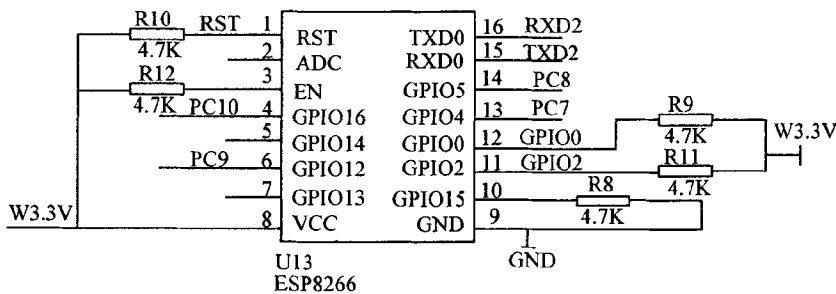 R10 RST 1 RST TXD0 16 RXD2
4.7K 2 ADC RXD0 15 TXD2
R12 3 EN GPIO5 14 PC8
4.7K PC10 4 GPIO16 GPIO4 13 PC7 R9
5 GPIO14 GPIO0 12 GPIO0 4.7K W3.3V
PC9 6 GPIO12 GPIO2 11 GPIO2 R11
7 GPIO13 GPIO15 10 R8 4.7K
W3.3V 8 VCC GND 9 4.7K
U13 GND
ESP8266